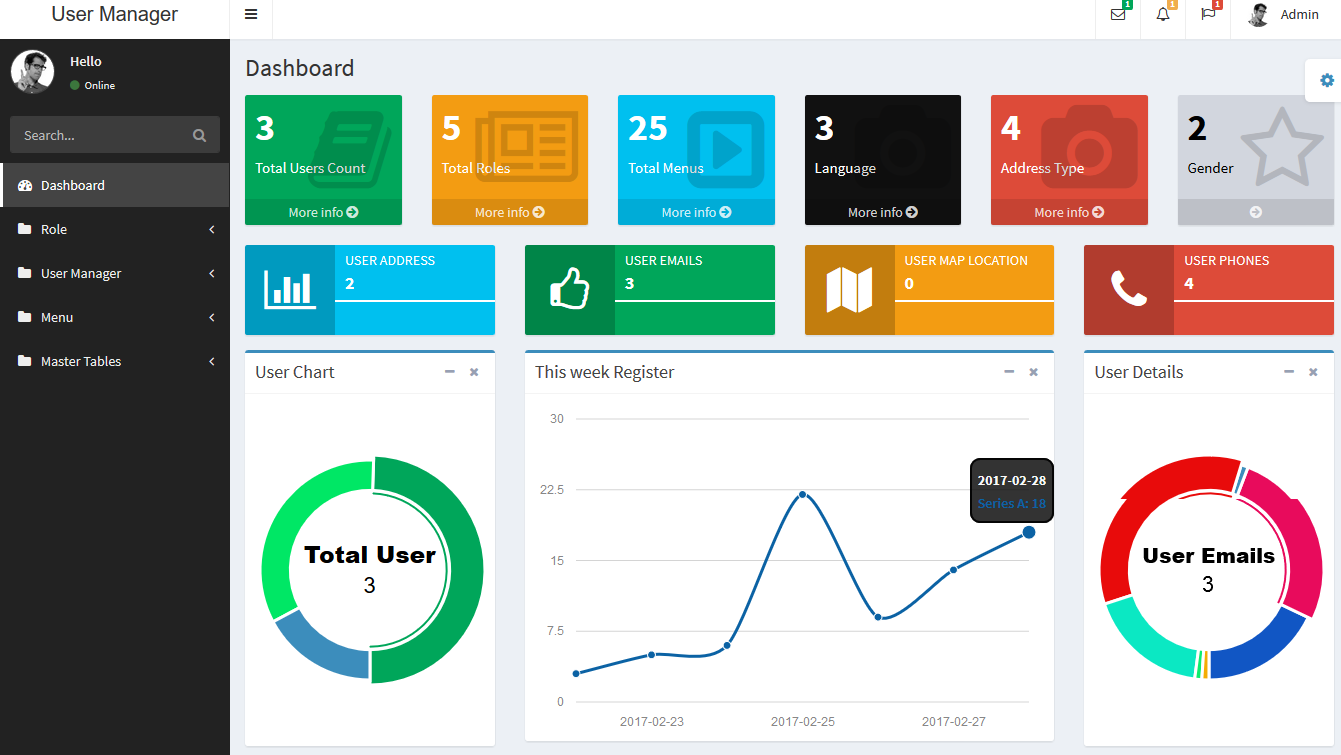 User Manager
1
1
1
Admin
Hello
Online
Search...
Dashboard
Role
User Manager
Menu
Master Tables
Dashboard
3
Total Users Count
More info
5
Total Roles
More info
25
Total Menus
More info
3
Language
More info
4
Address Type
More info
2
Gender
USER ADDRESS
2
USER EMAILS
3
USER MAP LOCATION
0
USER PHONES
4
User Chart
Total User
3
This week Register
30
22.5
15
7.5
0
2017-02-23
2017-02-25
2017-02-27
2017-02-28
Series A: 18
User Details
User Emails
3